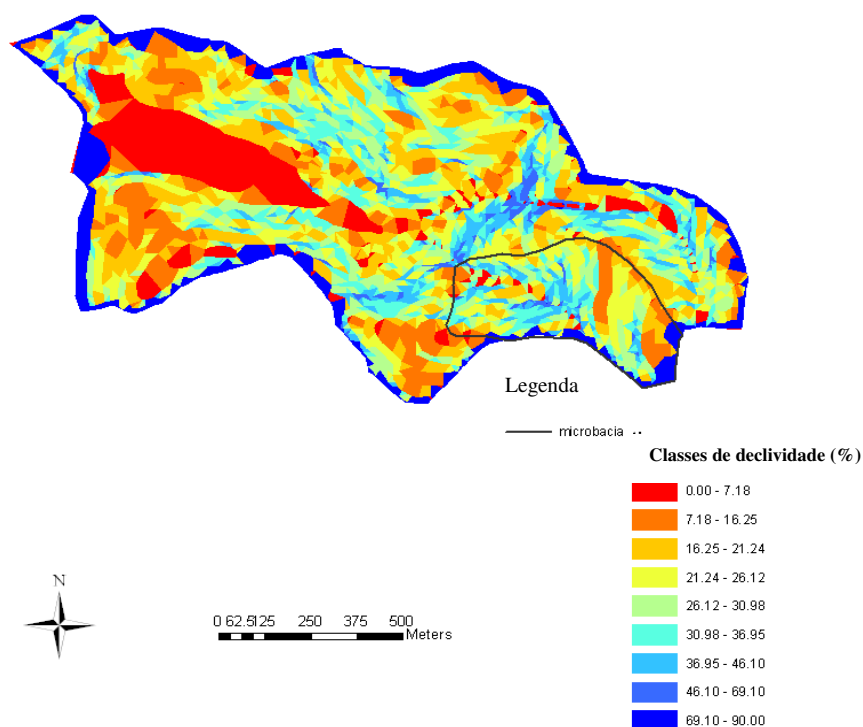 Legenda
microbacia ..
Classes de declividade (%)
0.00 - 7.18
7.18 - 16.25
16.25 - 21.24
21.24 - 26.12
26.12 - 30.98
30.98 - 36.95
36.95 - 46.10
46.10 - 69.10
69.10 - 90.00
N
0 62.5125 250 375 500
Meters